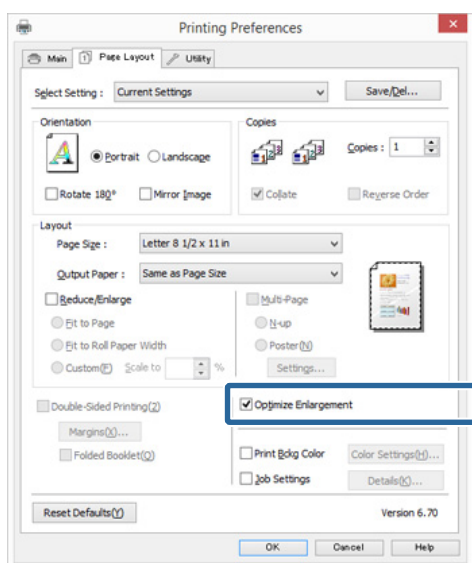 Printing Preferences
Main Page Layout Utility
Select Setting : Current Settings Save/Del...
Orientation Copies
Portrait Landscape Copies : 1
Rotate 180° Mirror Image Collate Reverse Order
Layout
Page Size : Letter 8 1/2 x 11 in
Output Paper : Same as Page Size
Reduce/Enlarge Multi-Page
Fit to Page N-up
Fit to Roll Paper Width Poster(N)
Custom(F) Scale to % Settings...
Double-Sided Printing(2) Optimize Enlargement
Margins(X)...
Folded Booklet(O) Print Bckg Color Color Settings(H)...
Job Settings Details(K)...
Reset Defaults(Y) Version 6.70
OK Cancel Help